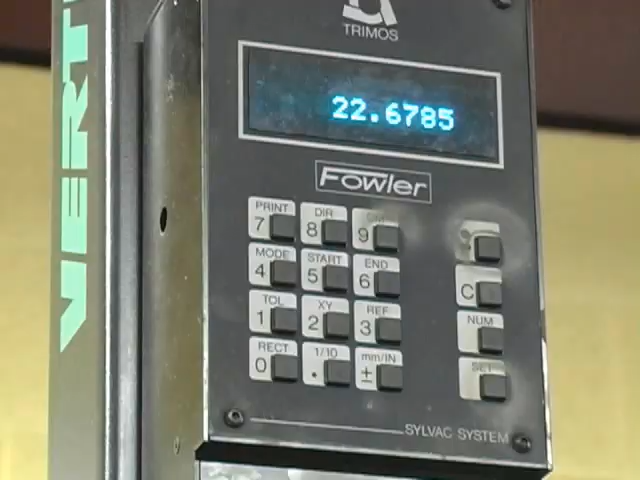 VERT
TRIMOS
22.6785
Fowler
PRINT
7
DIR
8
9
MODE
4
START
5
END
6
C
TOL
1
XY
2
REF
3
NUM
RECT
0
1/10
.
mm/IN
±
SET
SYLVAC SYSTEM